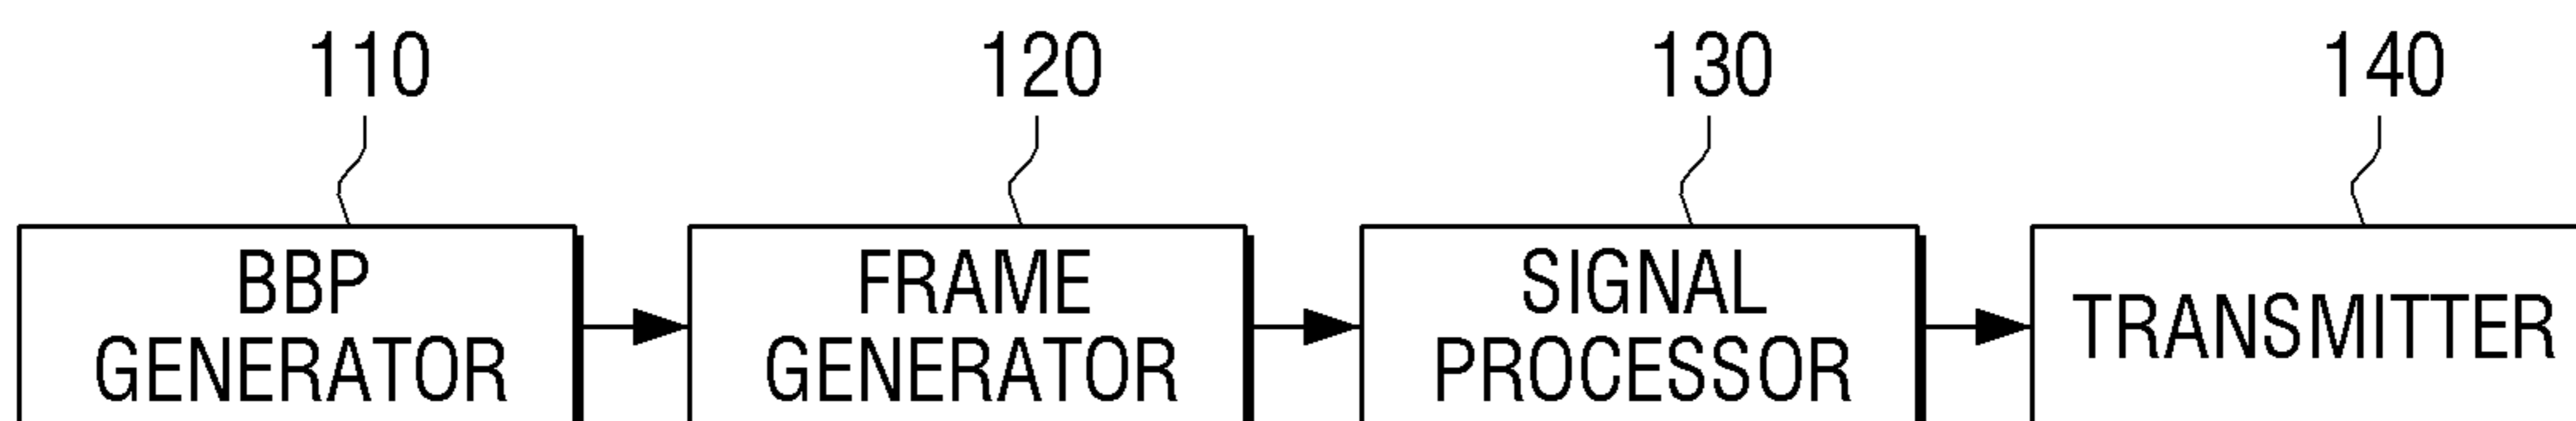 110
120
130
140
BBP
GENERATOR
FRAME
GENERATOR
SIGNAL
PROCESSOR
TRANSMITTER